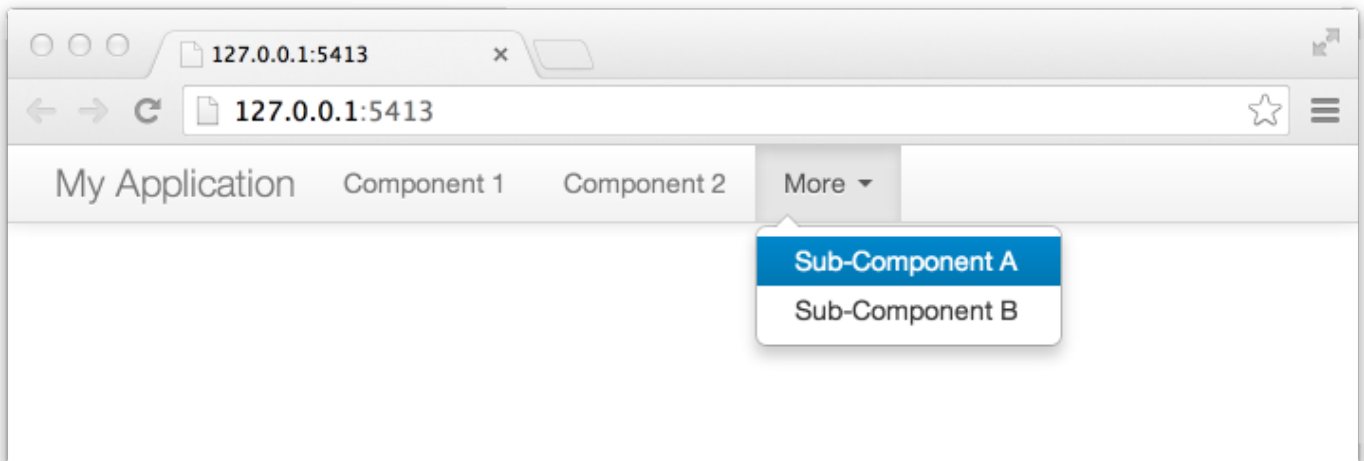 127.0.0.1:5413
127.0.0.1:5413
My Application Component 1 Component 2 More
Sub-Component A
Sub-Component B